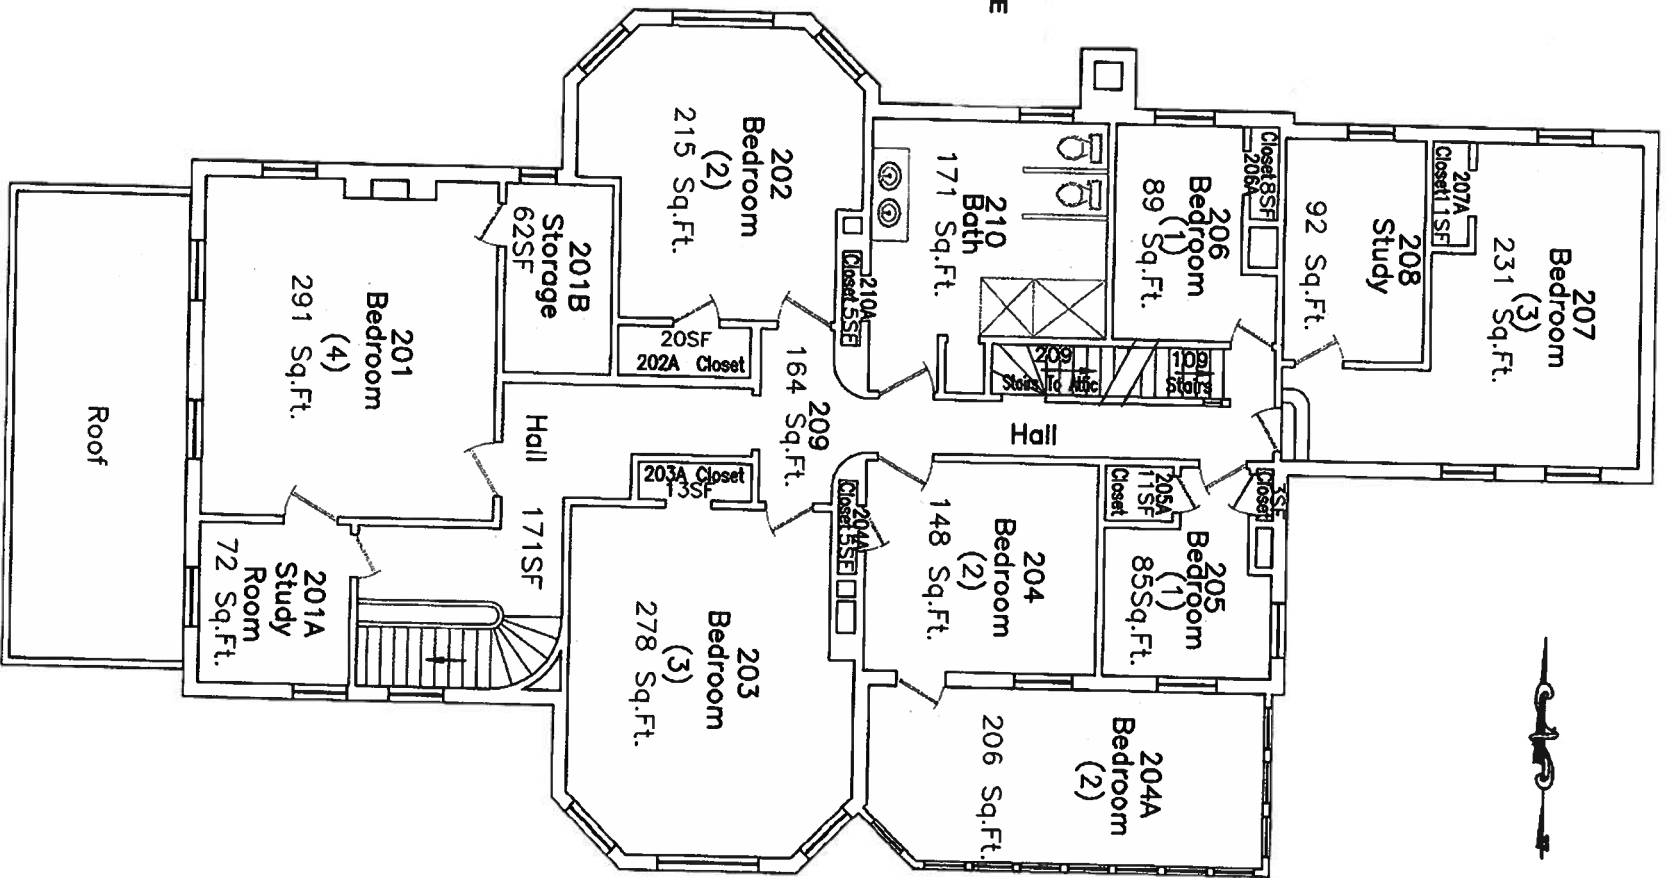 E
202
Bedroom
(2)
215 Sq.Ft.
210
Bath
171 Sq.Ft.
206
Bedroom
(1)
89 Sq.Ft.
Closet 8SF
206A
208
Study
92 Sq.Ft.
207A
Closet 11SF
207
Bedroom
(3)
231 Sq.Ft.
201B
Storage
62SF
201
Bedroom
(4)
291 Sq.Ft.
20SF
202A Closet
210A
Closet 5SF
209
Stairs To Attic
109
Stairs
209
164 Sq.Ft.
Hall
Hall
171SF
Roof
203A Closet
13SF
204A
Closet 5SF
204
Bedroom
(2)
148 Sq.Ft.
205A
11SF
Closet
3SF
Closet
205
Bedroom
(1)
85Sq.Ft.
201A
Study
Room
72 Sq.Ft.
203
Bedroom
(3)
278 Sq.Ft.
204A
Bedroom
(2)
206 Sq.Ft.